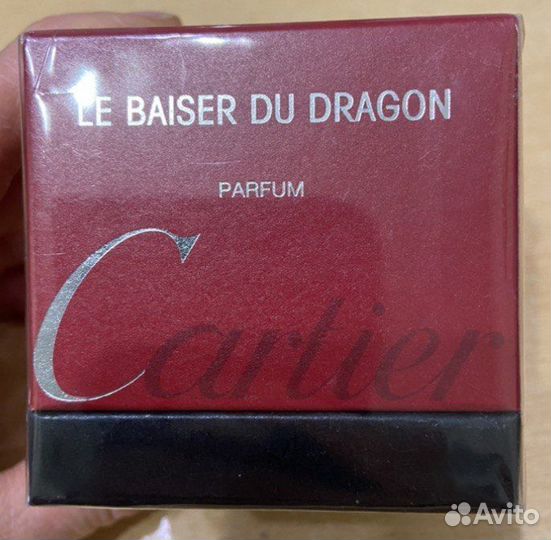 LE BAISER DU DRAGON
PARFUM
Cartier
Avito